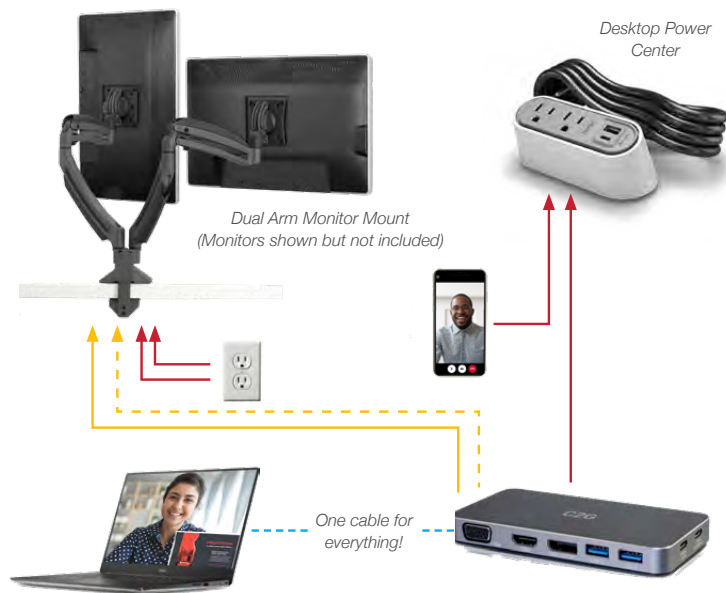 Desktop Power
Center
Dual Arm Monitor Mount
(Monitors shown but not included)
C2G
One cable for
everything!